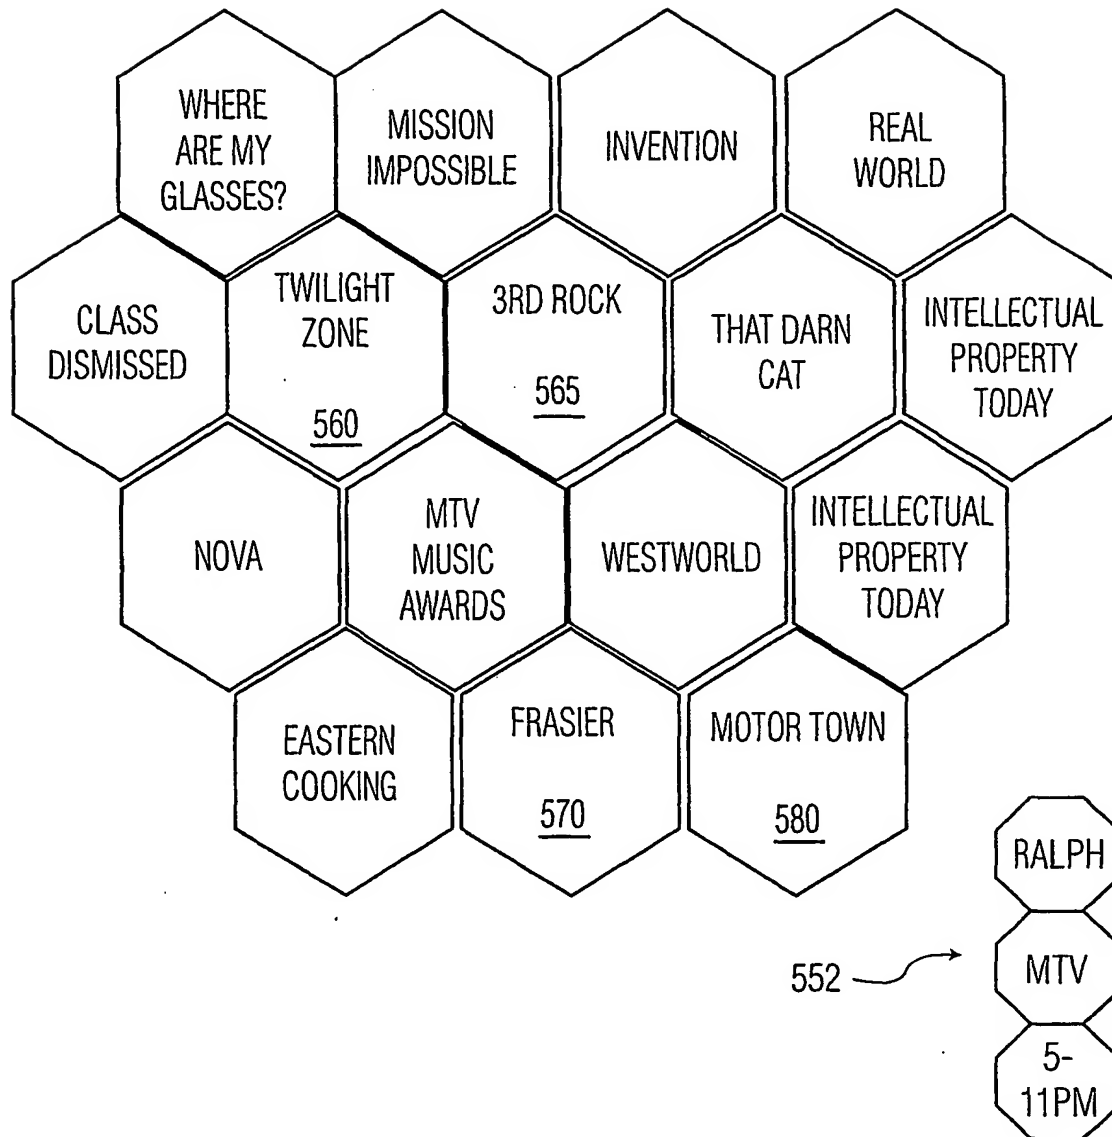 WHERE
ARE MY
GLASSES?
MISSION
IMPOSSIBLE
INVENTION
REAL
WORLD
CLASS
DISMISSED
TWILIGHT
ZONE
560
3RD ROCK
565
THAT DARN
CAT
INTELLECTUAL
PROPERTY
TODAY
NOVA
MTV
MUSIC
AWARDS
WESTWORLD
INTELLECTUAL
PROPERTY
TODAY
EASTERN
COOKING
FRASIER
570
MOTOR TOWN
580
552
RALPH
MTV
5-
11PM